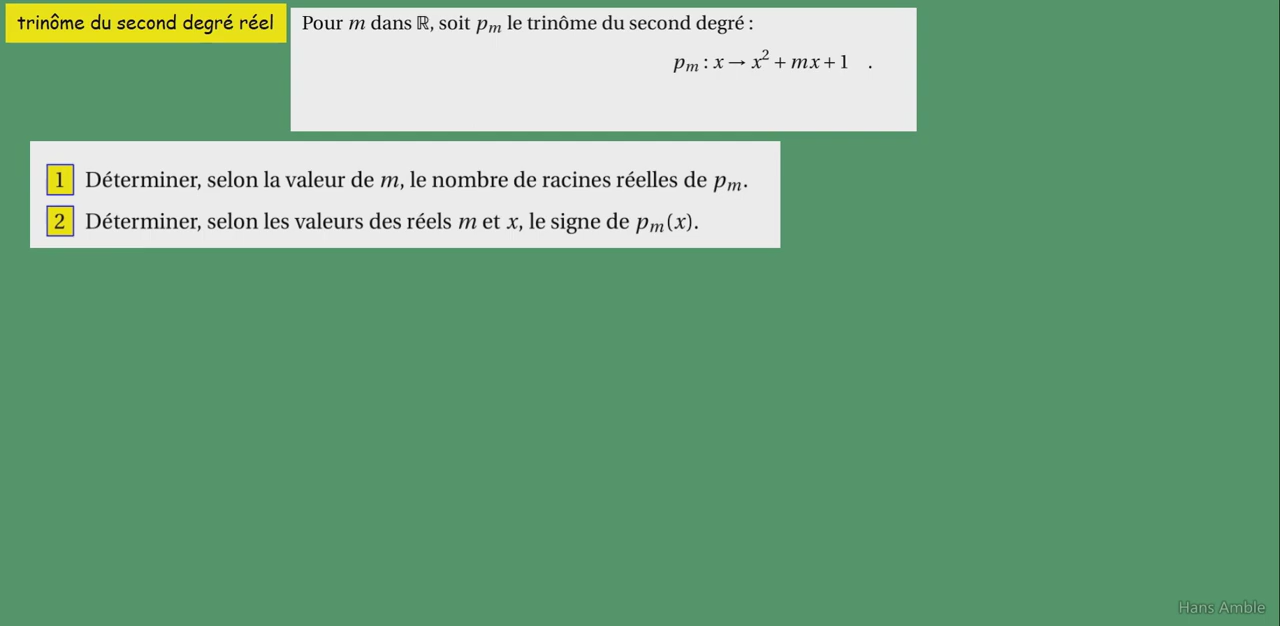 trinôme du second degré réel
Pour m dans ℝ, soit pₘ le trinôme du second degré :
pₘ : x → x² + mx + 1 .
1 Déterminer, selon la valeur de m, le nombre de racines réelles de pₘ.
2 Déterminer, selon les valeurs des réels m et x, le signe de pₘ(x).
Hans Amble